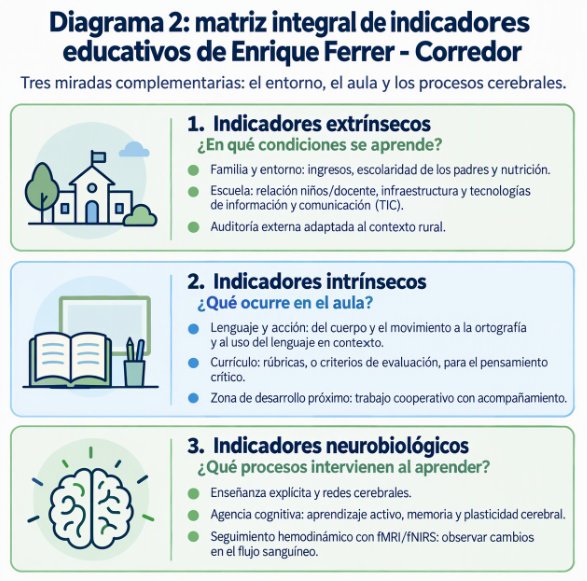 Diagrama 2: matriz integral de indicadores
educativos de Enrique Ferrer - Corredor
Tres miradas complementarias: el entorno, el aula y los procesos cerebrales.
1. Indicadores extrínsecos
¿En qué condiciones se aprende?
Familia y entorno: ingresos, escolaridad de los padres y nutrición.
Escuela: relación niños/docente, infraestructura y tecnologías
de información y comunicación (TIC).
Auditoría externa adaptada al contexto rural.
2. Indicadores intrínsecos
¿Qué ocurre en el aula?
Lenguaje y acción: del cuerpo y el movimiento a la ortografía
y al uso del lenguaje en contexto.
Currículo: rúbricas, o criterios de evaluación, para el pensamiento
crítico.
Zona de desarrollo próximo: trabajo cooperativo con acompañamiento.
3. Indicadores neurobiológicos
¿Qué procesos intervienen al aprender?
Enseñanza explícita y redes cerebrales.
Agencia cognitiva: aprendizaje activo, memoria y plasticidad cerebral.
Seguimiento hemodinámico con fMRI/fNIRS: observar cambios
en el flujo sanguíneo.